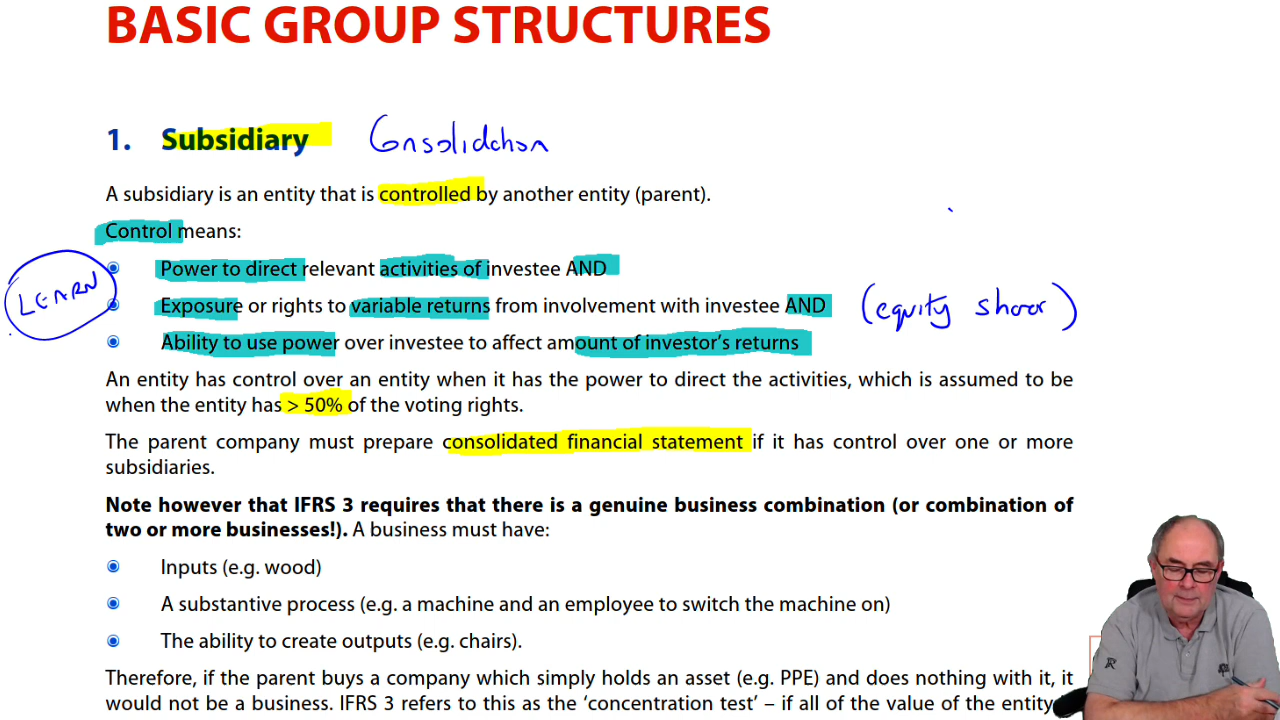 BASIC GROUP STRUCTURES
1. Subsidiary Consolidation
A subsidiary is an entity that is controlled by another entity (parent).
Control means:
Power to direct relevant activities of investee AND
LEARN
Exposure or rights to variable returns from involvement with investee AND (equity share)
Ability to use power over investee to affect amount of investor's returns
An entity has control over an entity when it has the power to direct the activities, which is assumed to be
when the entity has > 50% of the voting rights.
The parent company must prepare consolidated financial statement if it has control over one or more
subsidiaries.
Note however that IFRS 3 requires that there is a genuine business combination (or combination of
two or more businesses!). A business must have:
Inputs (e.g. wood)
A substantive process (e.g. a machine and an employee to switch the machine on)
The ability to create outputs (e.g. chairs).
Therefore, if the parent buys a company which simply holds an asset (e.g. PPE) and does nothing with it, it
would not be a business. IFRS 3 refers to this as the 'concentration test' – if all of the value of the entity